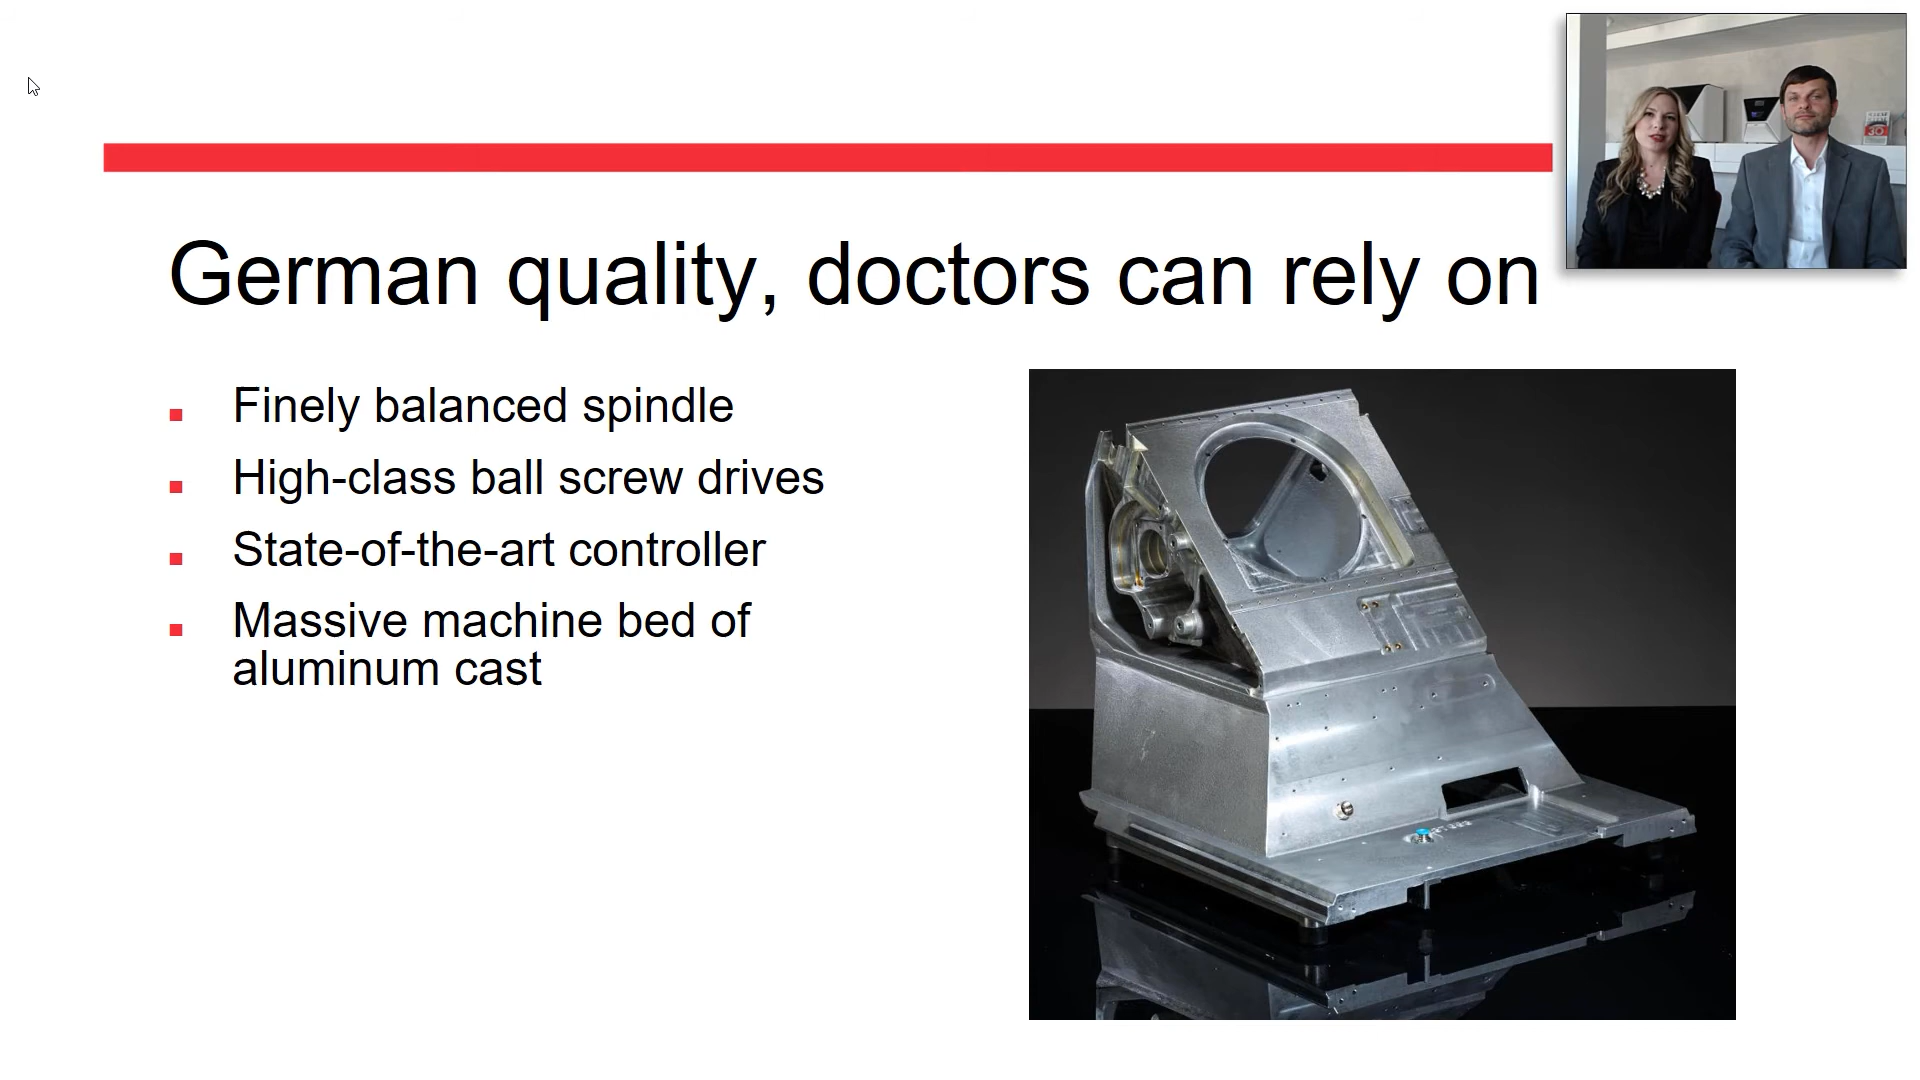 German quality, doctors can rely on
Finely balanced spindle
High-class ball screw drives
State-of-the-art controller
Massive machine bed of
aluminum cast
30